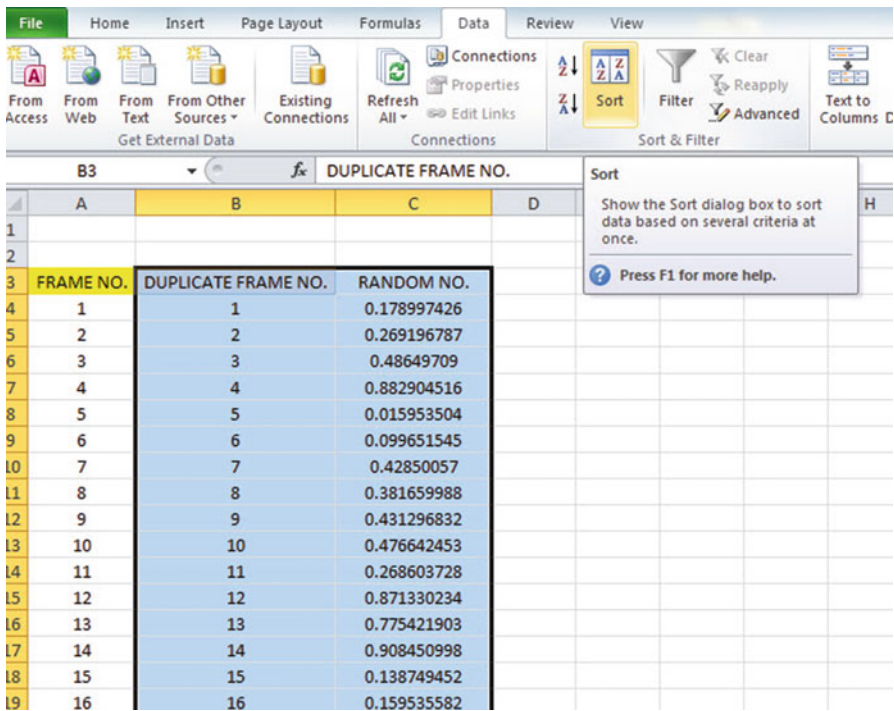 File Home Insert Page Layout Formulas Data Review View
From Access From Web From Text From Other Sources Existing Connections Refresh All Connections Properties Edit Links Sort Filter Clear Reapply Advanced Text to Columns D
Get External Data Connections Sort & Filter
B3 fx DUPLICATE FRAME NO.
Sort
Show the Sort dialog box to sort
data based on several criteria at
once.
Press F1 for more help.
A B C D H
1
2
3 FRAME NO. DUPLICATE FRAME NO. RANDOM NO.
4 1 1 0.178997426
5 2 2 0.269196787
6 3 3 0.48649709
7 4 4 0.882904516
8 5 5 0.015953504
9 6 6 0.099651545
10 7 7 0.42850057
11 8 8 0.381659988
12 9 9 0.431296832
13 10 10 0.476642453
14 11 11 0.268603728
15 12 12 0.871330234
16 13 13 0.775421903
17 14 14 0.908450998
18 15 15 0.138749452
19 16 16 0.159535582